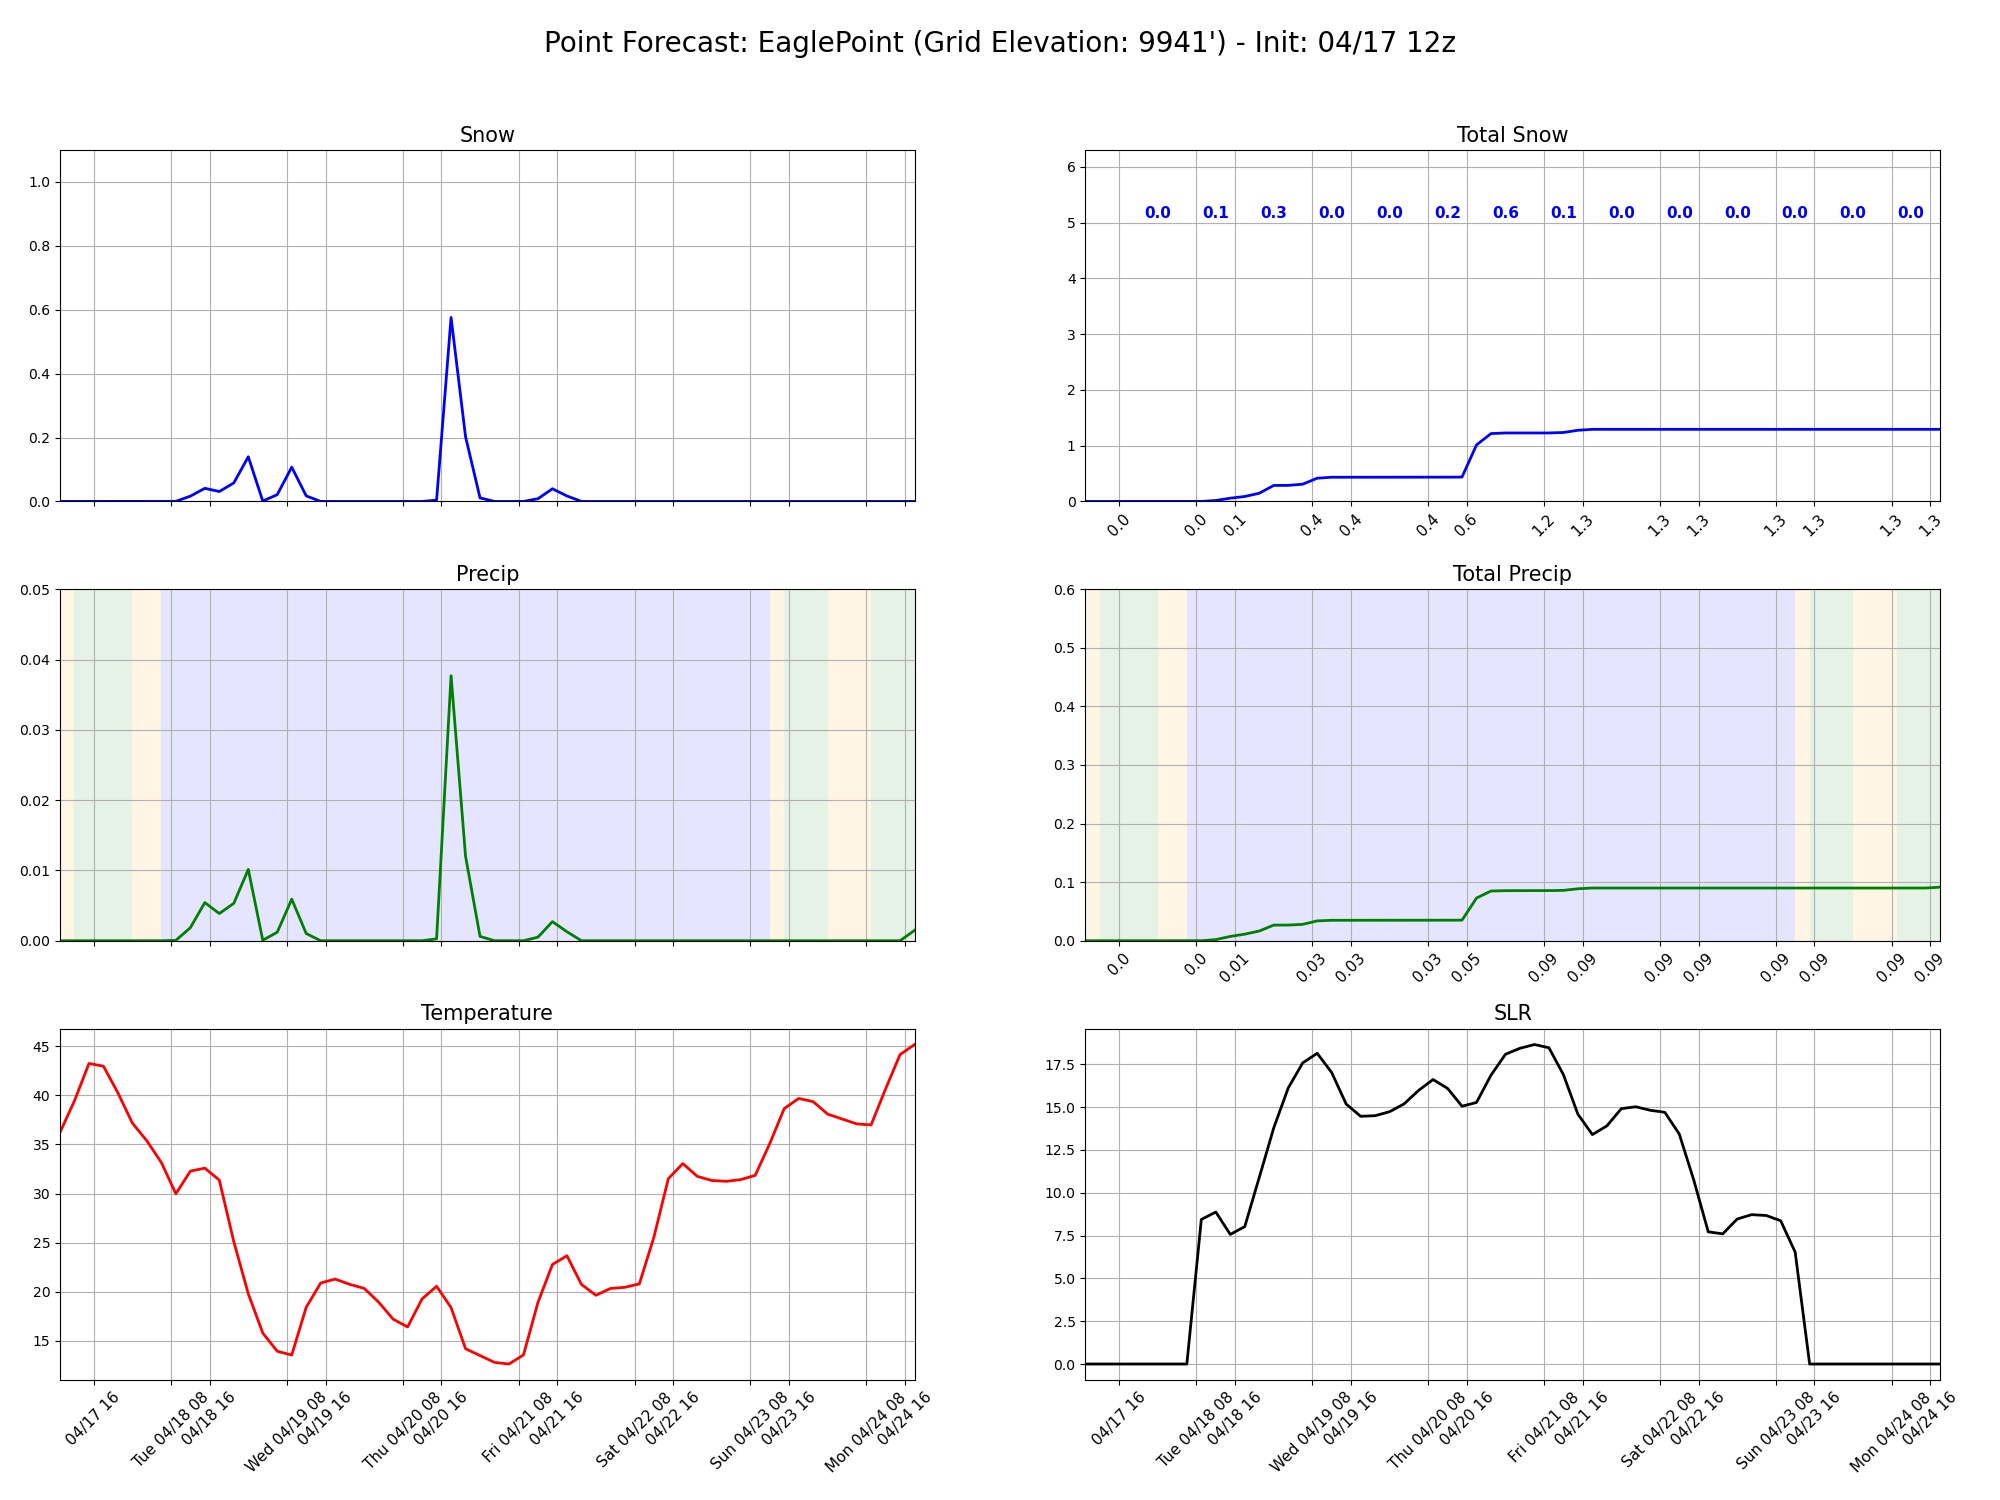 Point Forecast: EaglePoint (Grid Elevation: 9941') - Init: 04/17 12z
Snow
1.0
0.8
0.6
0.4
0.2
0.0
Total Snow
6
5
4
3
2
1
0
0.0 0.1 0.3 0.0 0.0 0.2 0.6 0.1 0.0 0.0 0.0 0.0 0.0 0.0
0.0 0.0 0.1 0.4 0.4 0.4 0.6 1.2 1.3 1.3 1.3 1.3 1.3 1.3 1.3
Precip
0.05
0.04
0.03
0.02
0.01
0.00
Total Precip
0.6
0.5
0.4
0.3
0.2
0.1
0.0
0.0 0.0 0.01 0.03 0.03 0.03 0.05 0.09 0.09 0.09 0.09 0.09 0.09 0.09 0.09
Temperature
45
40
35
30
25
20
15
04/17 16
Tue 04/18 08
04/18 16
Wed 04/19 08
04/19 16
Thu 04/20 08
04/20 16
Fri 04/21 08
04/21 16
Sat 04/22 08
04/22 16
Sun 04/23 08
04/23 16
Mon 04/24 08
04/24 16
SLR
17.5
15.0
12.5
10.0
7.5
5.0
2.5
0.0
04/17 16
Tue 04/18 08
04/18 16
Wed 04/19 08
04/19 16
Thu 04/20 08
04/20 16
Fri 04/21 08
04/21 16
Sat 04/22 08
04/22 16
Sun 04/23 08
04/23 16
Mon 04/24 08
04/24 16